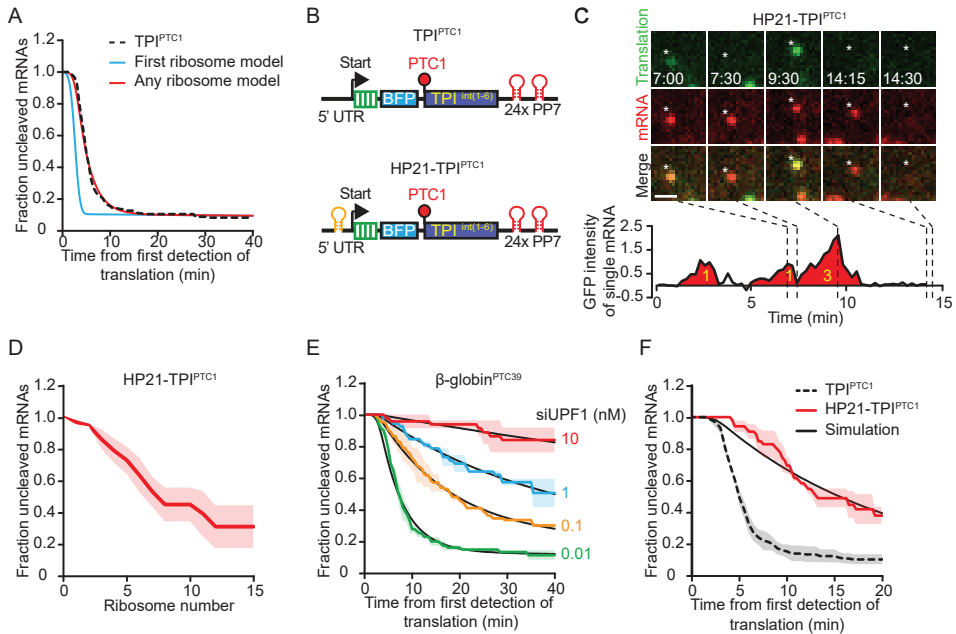 A
TPI^PTC1
First ribosome model
Any ribosome model
Fraction uncleaved mRNAs
1.2
1.0
0.8
0.6
0.4
0.2
0
0 10 20 30 40
Time from first detection of
translation (min)
B
TPI^PTC1
Start
PTC1
BFP
TPI int(1-6)
5' UTR
24x PP7
HP21-TPI^PTC1
Start
PTC1
BFP
TPI int(1-6)
5' UTR
24x PP7
C
HP21-TPI^PTC1
Translation
mRNA
Merge
* * * * *
7:00 7:30 9:30 14:15 14:30
* * * * *
* * * * *
GFP intensity
of single mRNA
2.5
1.5
0.5
-0.5
1 1 3
0 5 10 15
Time (min)
D
HP21-TPI^PTC1
Fraction uncleaved mRNAs
1.2
1.0
0.8
0.6
0.4
0.2
0
0 5 10 15
Ribosome number
E
β-globin^PTC39
siUPF1 (nM)
10
1
0.1
0.01
Fraction uncleaved mRNAs
1.2
1.0
0.8
0.6
0.4
0.2
0
0 10 20 30 40
Time from first detection of
translation (min)
F
TPI^PTC1
HP21-TPI^PTC1
Simulation
Fraction uncleaved mRNAs
1.2
1.0
0.8
0.6
0.4
0.2
0
0 5 10 15 20
Time from first detection of
translation (min)